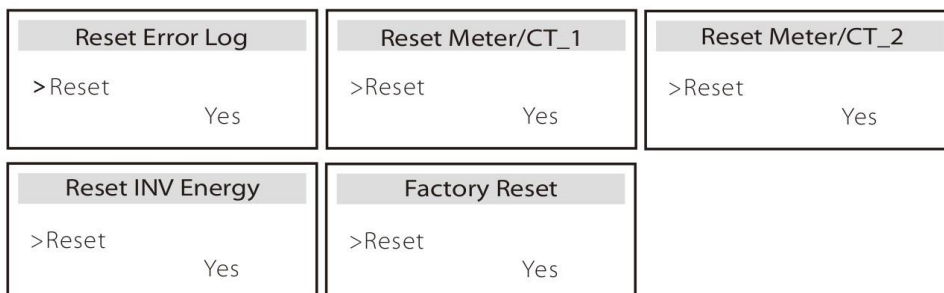 Reset Error Log
>Reset
Yes
Reset Meter/CT_1
>Reset
Yes
Reset Meter/CT_2
>Reset
Yes
Reset INV Energy
>Reset
Yes
Factory Reset
>Reset
Yes